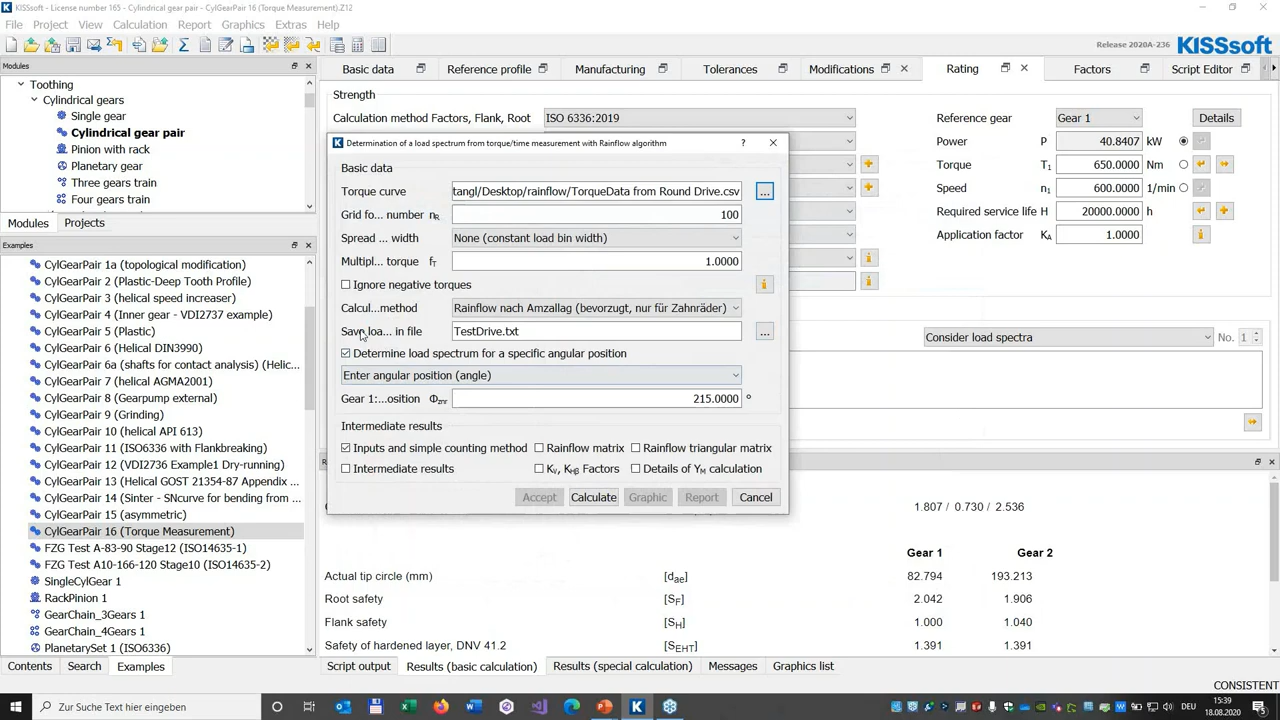 KISSsoft - License number 165 - Cylindrical gear pair - CylGearPair 16 (Torque Measurement).Z12
File Project View Calculation Report Graphics Extras Help
Release 2020A-236 KISSsoft
Modules
Toothing
Cylindrical gears
Single gear
Cylindrical gear pair
Pinion with rack
Planetary gear
Three gears train
Four gears train
Modules Projects
Examples
CylGearPair 1a (topological modification)
CylGearPair 2 (Plastic-Deep Tooth Profile)
CylGearPair 3 (helical speed increaser)
CylGearPair 4 (Inner gear - VDI2737 example)
CylGearPair 5 (Plastic)
CylGearPair 6 (Helical DIN3990)
CylGearPair 6a (shafts for contact analysis) (Helic...
CylGearPair 7 (helical AGMA2001)
CylGearPair 8 (Gearpump external)
CylGearPair 9 (Grinding)
CylGearPair 10 (helical API 613)
CylGearPair 11 (ISO6336 with Flankbreaking)
CylGearPair 12 (VDI2736 Example1 Dry-running)
CylGearPair 13 (Helical GOST 21354-87 According...
CylGearPair 14 (Sinter - SNcurve for bending from ...
CylGearPair 15 (asymmetric)
CylGearPair 16 (Torque Measurement)
FZG Test A-83-90 Stage12 (ISO14635-1)
FZG Test A10-166-120 Stage10 (ISO14635-2)
SingleCylGear 1
RackPinion 1
GearChain_3Gears 1
GearChain_4Gears 1
PlanetarySet 1 (ISO6336)
Contents Search Examples
Basic data Reference profile Manufacturing Tolerances Modifications Rating Factors Script Editor
Strength
Calculation method Factors, Flank, Root ISO 6336:2019
Reference gear Gear 1 Details
Power P 40.8407 kW
Torque T1 650.0000 Nm
Speed n1 600.0000 1/min
Required service life H 20000.0000 h
Application factor KA 1.0000
Consider load spectra No. 1
Determination of a load spectrum from torque/time measurement with Rainflow algorithm
Basic data
Torque curve tangl/Desktop/rainflow/TorqueData from Round Drive.csv ...
Grid fo... number nR 100
Spread ... width None (constant load bin width)
Multipl... torque fT 1.0000
Ignore negative torques
Calcul...method Rainflow nach Amzallag (bevorzugt, nur für Zahnräder)
Save loa... in file TestDrive.txt ...
Determine load spectrum for a specific angular position
Enter angular position (angle)
Gear 1:...osition Φznr 215.0000 °
Intermediate results
Inputs and simple counting method Rainflow matrix Rainflow triangular matrix
Intermediate results KV, KHβ Factors Details of YM calculation
Accept Calculate Graphic Report Cancel
1.807 / 0.730 / 2.536
Gear 1 Gear 2
Actual tip circle (mm) [dae] 82.794 193.213
Root safety [SF] 2.042 1.906
Flank safety [SH] 1.000 1.040
Safety of hardened layer, DNV 41.2 [SEHT] 1.391 1.391
Script output Results (basic calculation) Results (special calculation) Messages Graphics list
CONSISTENT
Zur Suche Text hier eingeben
DEU
15:39
18.08.2020